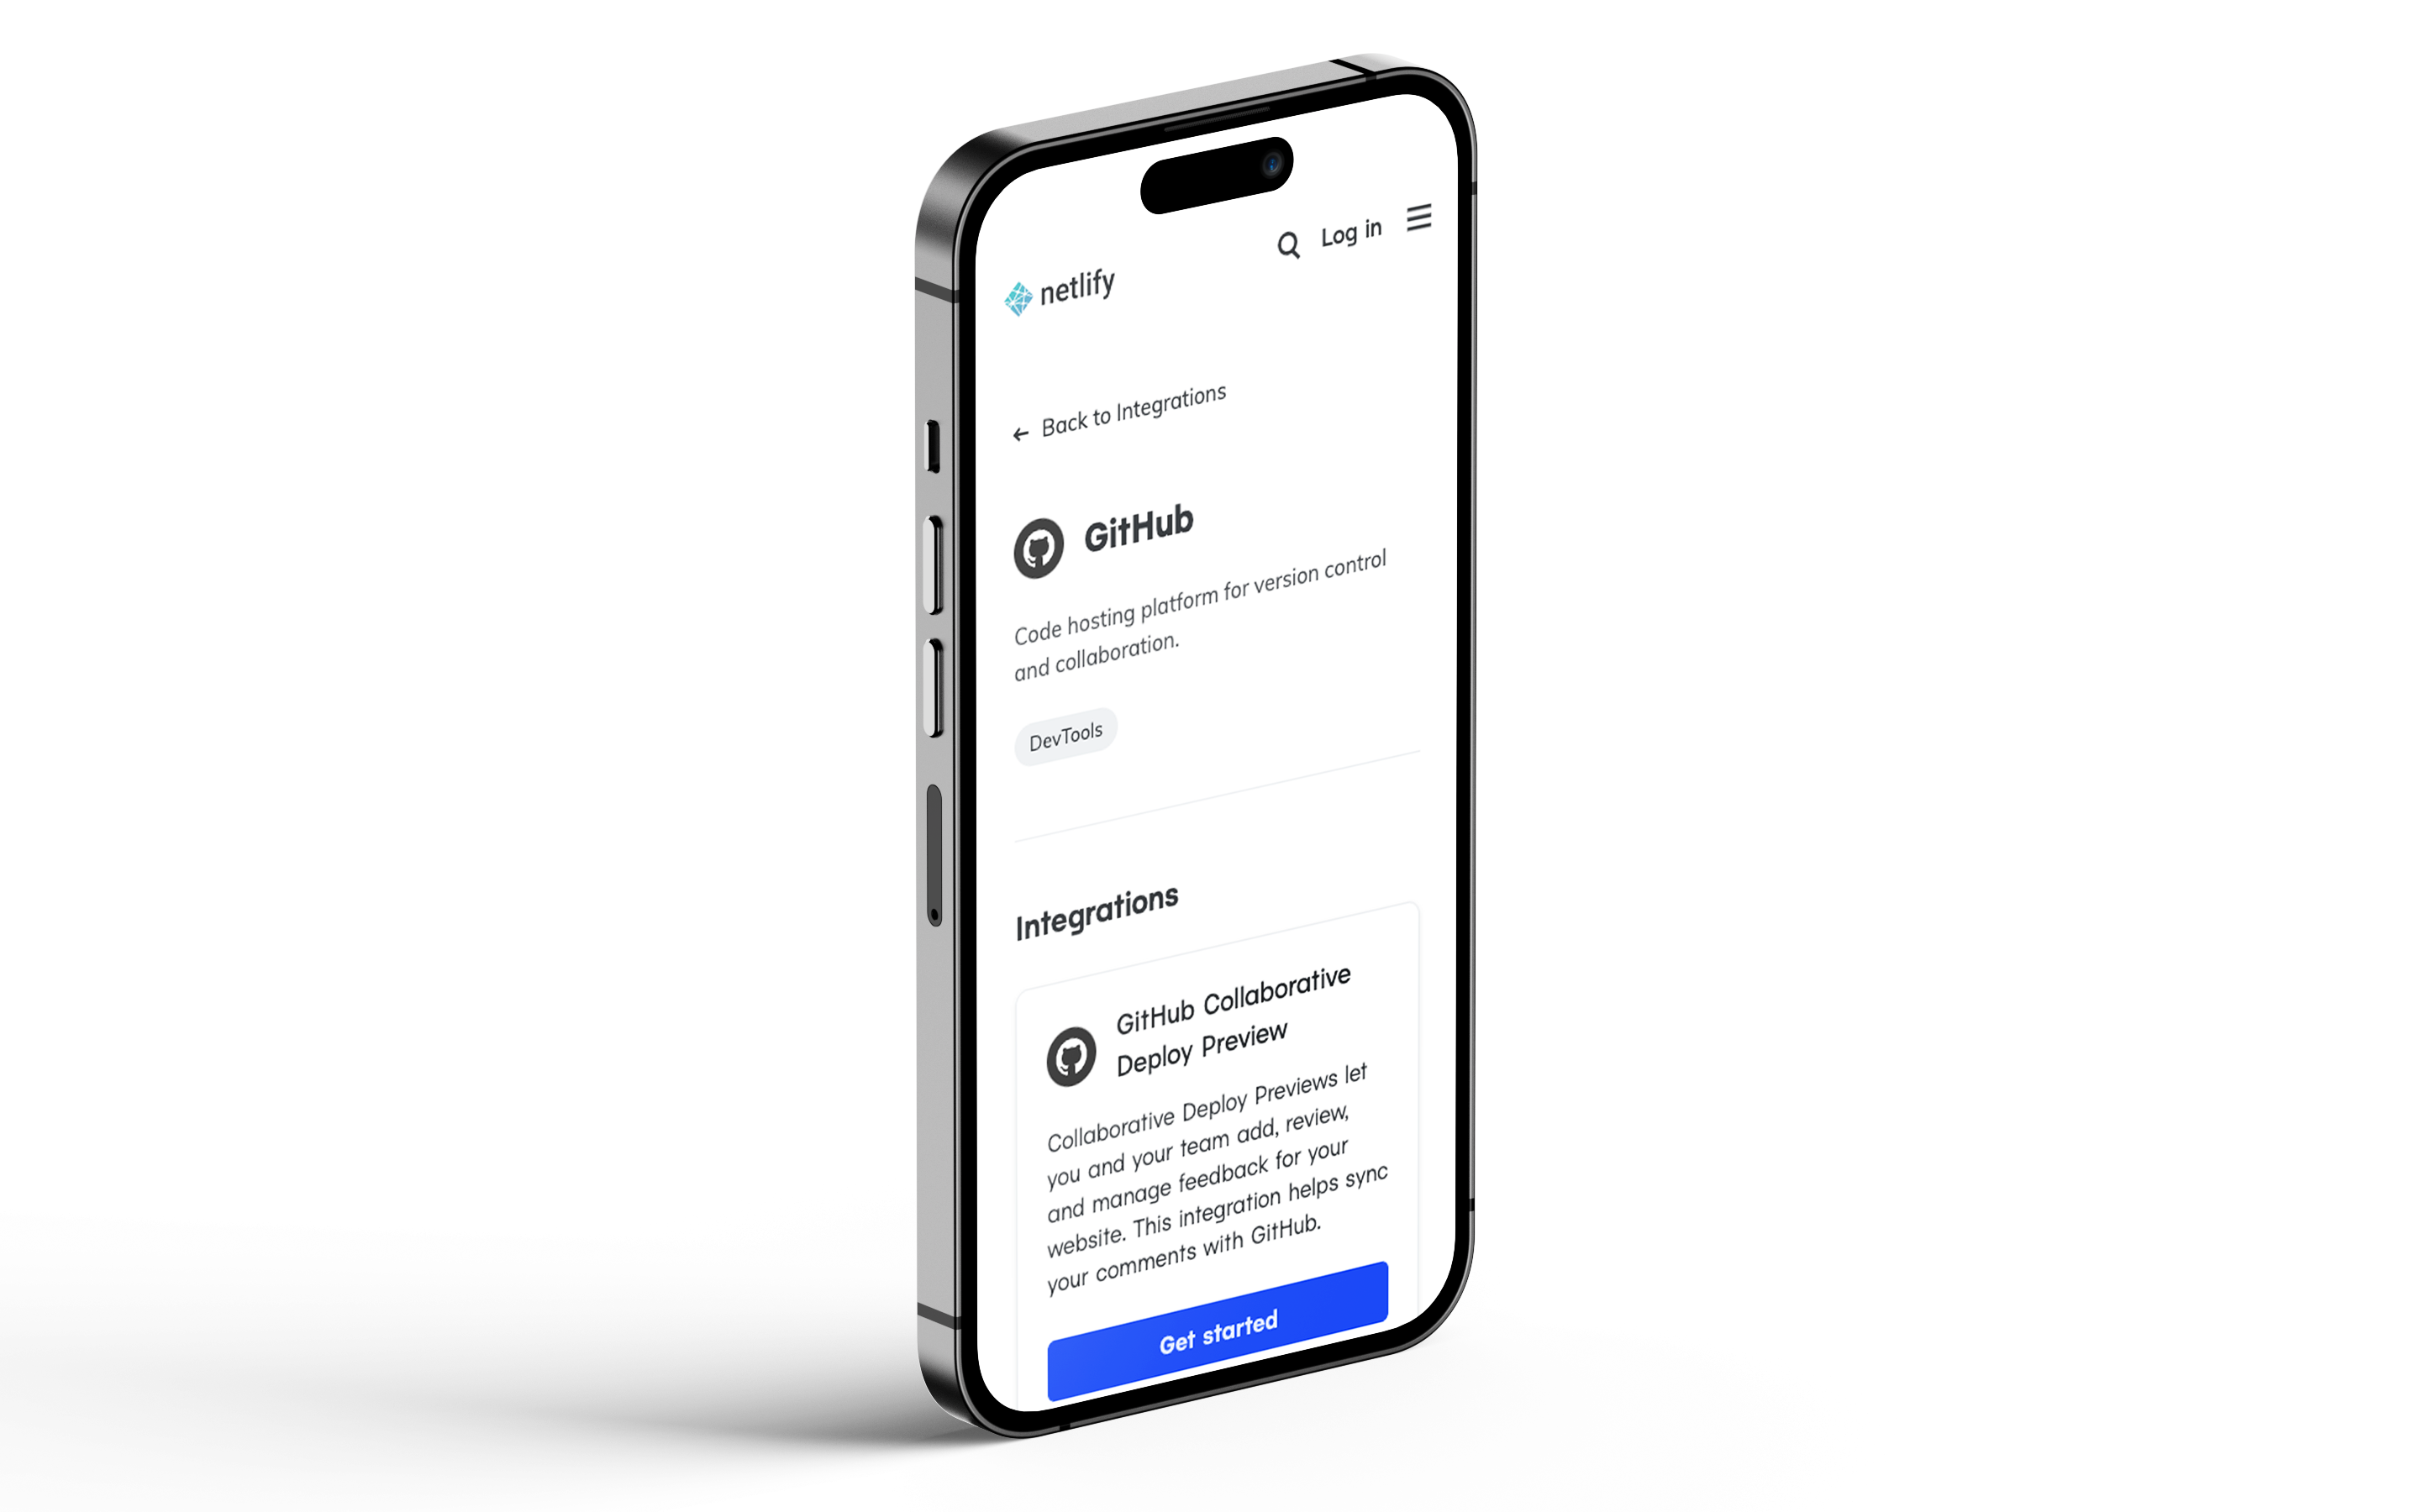 Log in
netlify
← Back to Integrations
GitHub
Code hosting platform for version control
and collaboration.
DevTools
Integrations
GitHub Collaborative
Deploy Preview
Collaborative Deploy Previews let
you and your team add, review,
and manage feedback for your
website. This integration helps sync
your comments with GitHub.
Get started